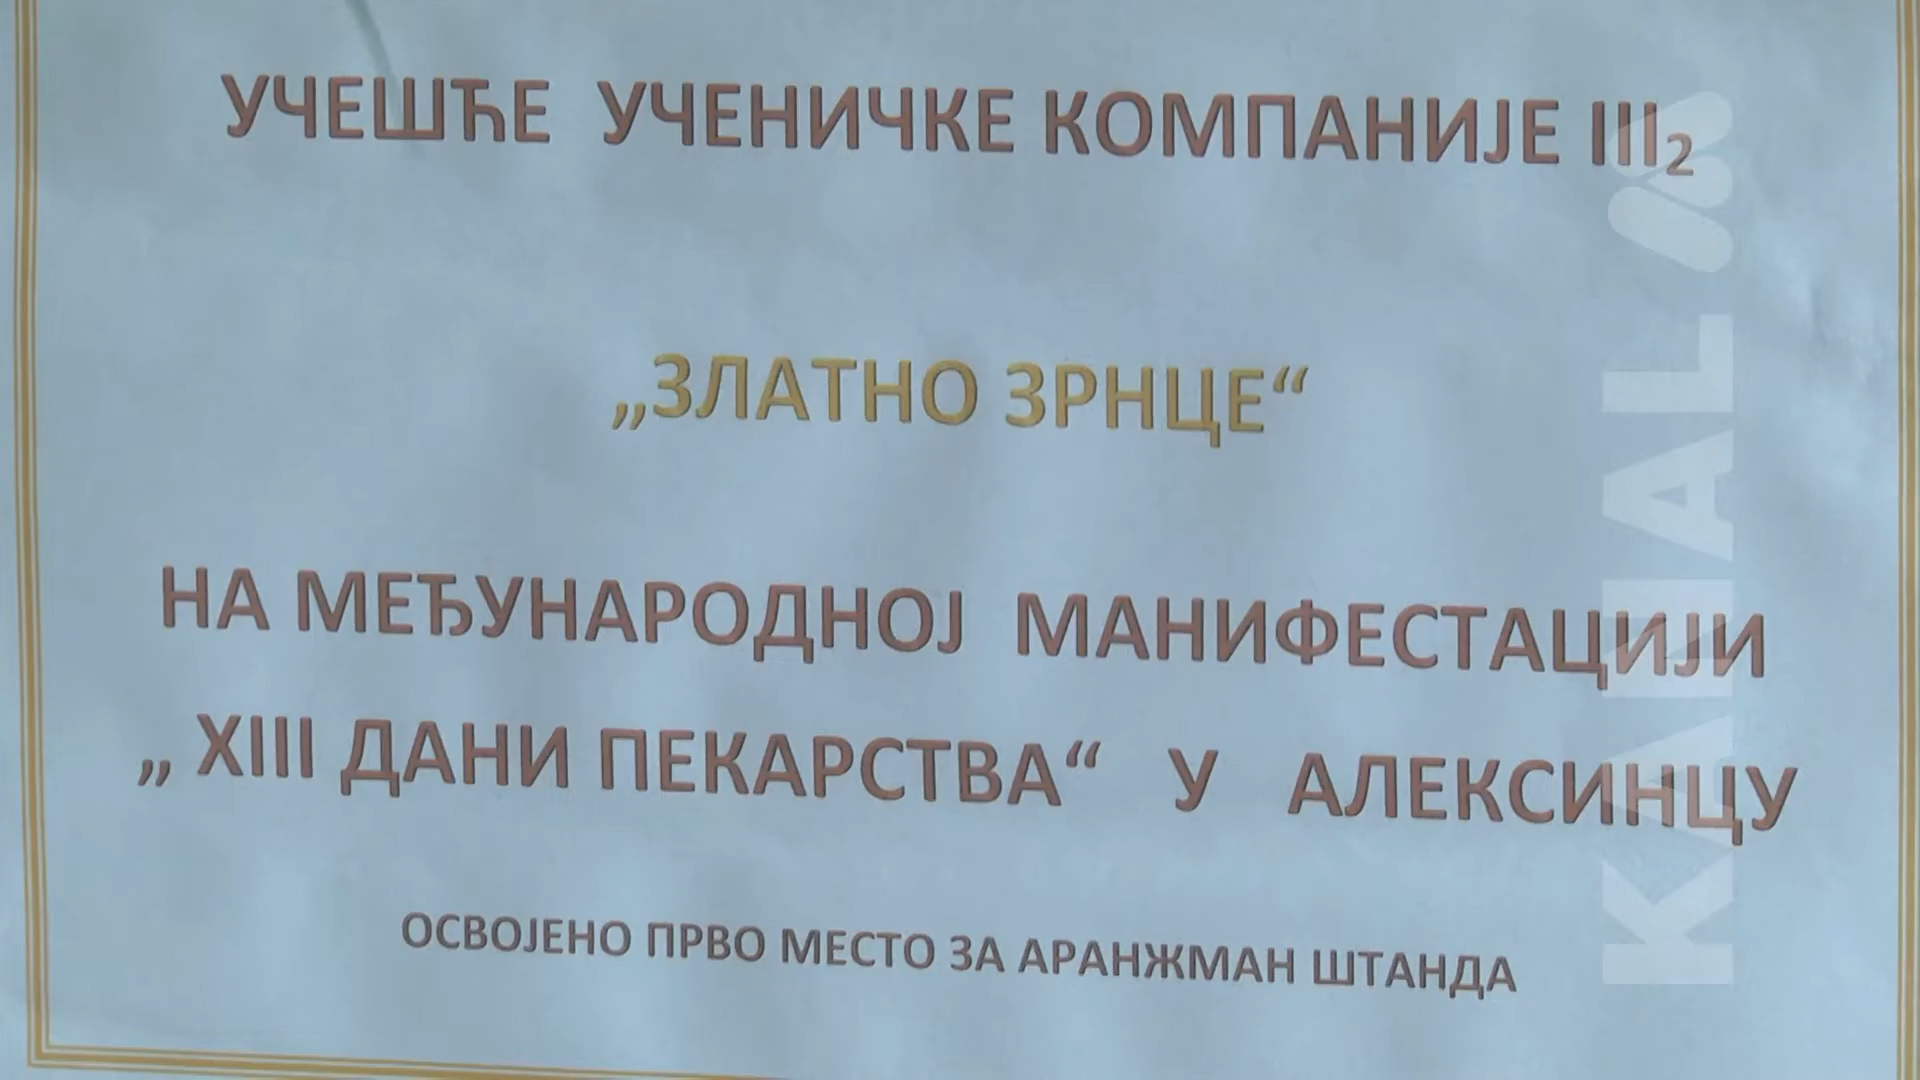 УЧЕШЋЕ УЧЕНИЧКЕ КОМПАНИЈЕ III₂
„ЗЛАТНО ЗРНЦЕ“
НА МЕЂУНАРОДНОЈ МАНИФЕСТАЦИЈИ
„ XIII ДАНИ ПЕКАРСТВА“ У АЛЕКСИНЦУ
ОСВОЈЕНО ПРВО МЕСТО ЗА АРАНЖМАН ШТАНДА
KANAL M